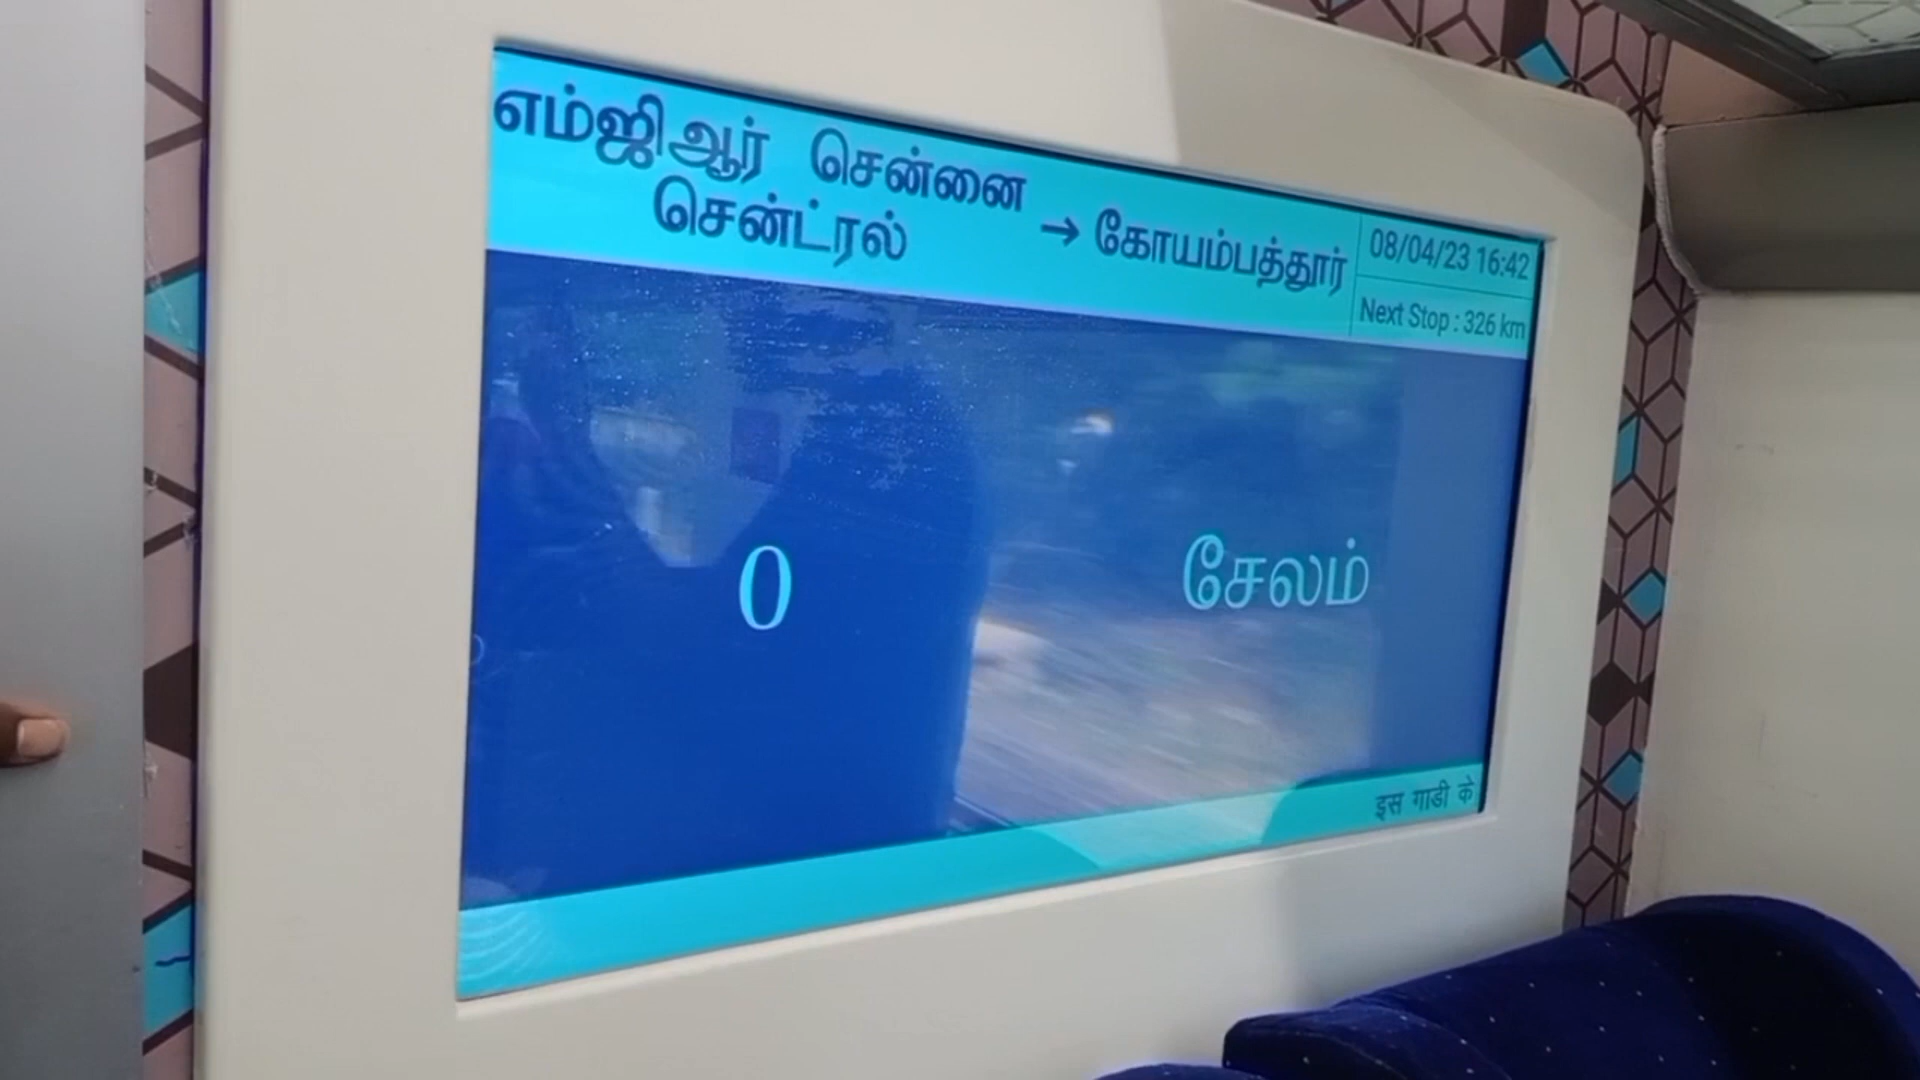 எம்ஜிஆர் சென்னை
சென்ட்ரல்
→ கோயம்பத்தூர்
08/04/23 16:42
Next Stop : 326 km
0
சேலம்
इस गाडी के